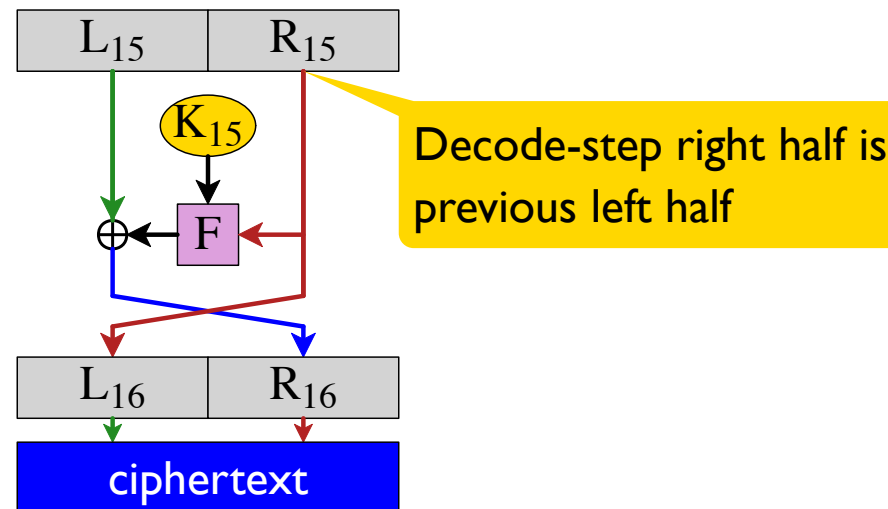 L₁₅ R₁₅
K₁₅
Decode-step right half is
previous left half
F
L₁₆ R₁₆
ciphertext